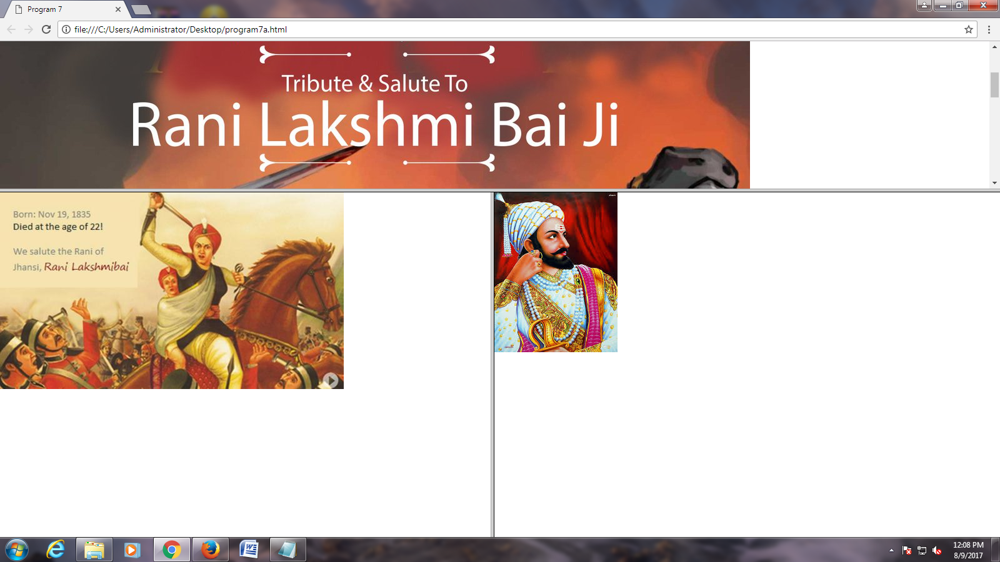 Program 7
file:///C:/Users/Administrator/Desktop/program7a.html
Tribute & Salute To
Rani Lakshmi Bai Ji
Born: Nov 19, 1835
Died at the age of 22!
We salute the Rani of
Jhansi, Rani Lakshmibai
12:08 PM
8/9/2017